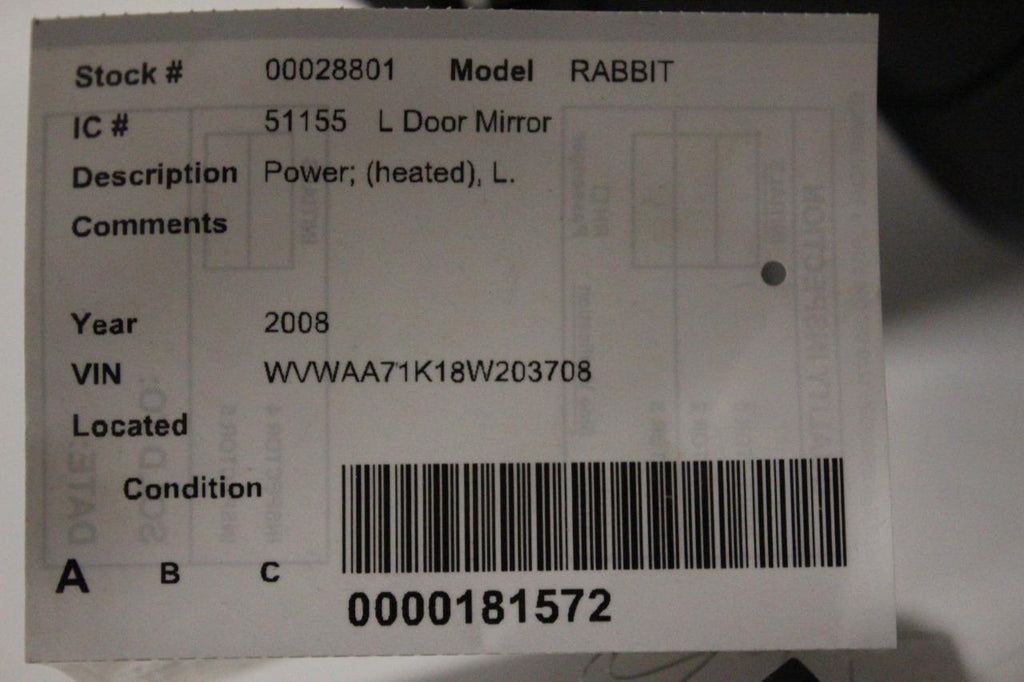 Stock # 00028801 Model RABBIT
IC # 51155 L Door Mirror
Description Power; (heated), L.
Comments
Year 2008
VIN WVWAA71K18W203708
Located
Condition
A B C
0000181572